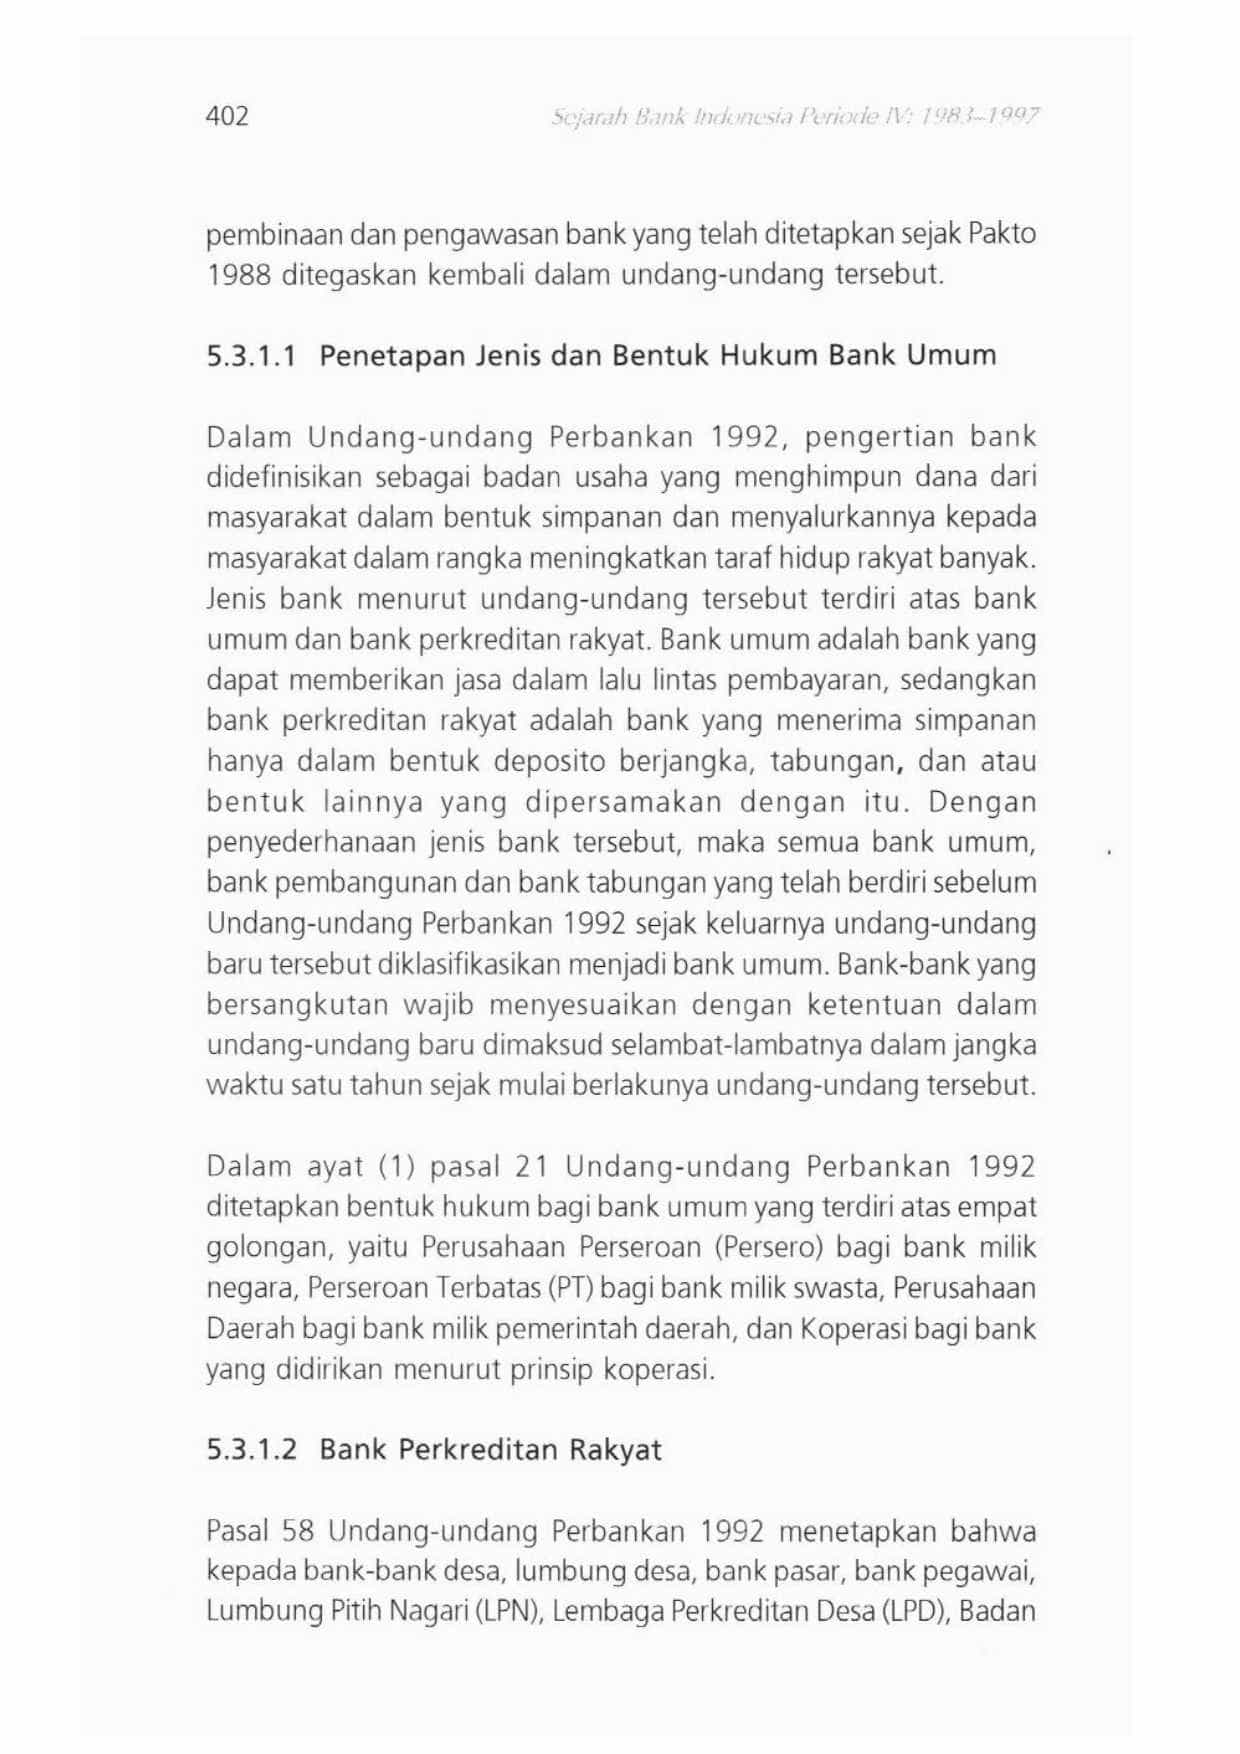 402
Sejarah Bank Indonesia Periode IV: 1983–1997
pembinaan dan pengawasan bank yang telah ditetapkan sejak Pakto
1988 ditegaskan kembali dalam undang-undang tersebut.
5.3.1.1 Penetapan Jenis dan Bentuk Hukum Bank Umum
Dalam Undang-undang Perbankan 1992, pengertian bank
didefinisikan sebagai badan usaha yang menghimpun dana dari
masyarakat dalam bentuk simpanan dan menyalurkannya kepada
masyarakat dalam rangka meningkatkan taraf hidup rakyat banyak.
Jenis bank menurut undang-undang tersebut terdiri atas bank
umum dan bank perkreditan rakyat. Bank umum adalah bank yang
dapat memberikan jasa dalam lalu lintas pembayaran, sedangkan
bank perkreditan rakyat adalah bank yang menerima simpanan
hanya dalam bentuk deposito berjangka, tabungan, dan atau
bentuk lainnya yang dipersamakan dengan itu. Dengan
penyederhanaan jenis bank tersebut, maka semua bank umum,
bank pembangunan dan bank tabungan yang telah berdiri sebelum
Undang-undang Perbankan 1992 sejak keluarnya undang-undang
baru tersebut diklasifikasikan menjadi bank umum. Bank-bank yang
bersangkutan wajib menyesuaikan dengan ketentuan dalam
undang-undang baru dimaksud selambat-lambatnya dalam jangka
waktu satu tahun sejak mulai berlakunya undang-undang tersebut.
Dalam ayat (1) pasal 21 Undang-undang Perbankan 1992
ditetapkan bentuk hukum bagi bank umum yang terdiri atas empat
golongan, yaitu Perusahaan Perseroan (Persero) bagi bank milik
negara, Perseroan Terbatas (PT) bagi bank milik swasta, Perusahaan
Daerah bagi bank milik pemerintah daerah, dan Koperasi bagi bank
yang didirikan menurut prinsip koperasi.
5.3.1.2 Bank Perkreditan Rakyat
Pasal 58 Undang-undang Perbankan 1992 menetapkan bahwa
kepada bank-bank desa, lumbung desa, bank pasar, bank pegawai,
Lumbung Pitih Nagari (LPN), Lembaga Perkreditan Desa (LPD), Badan